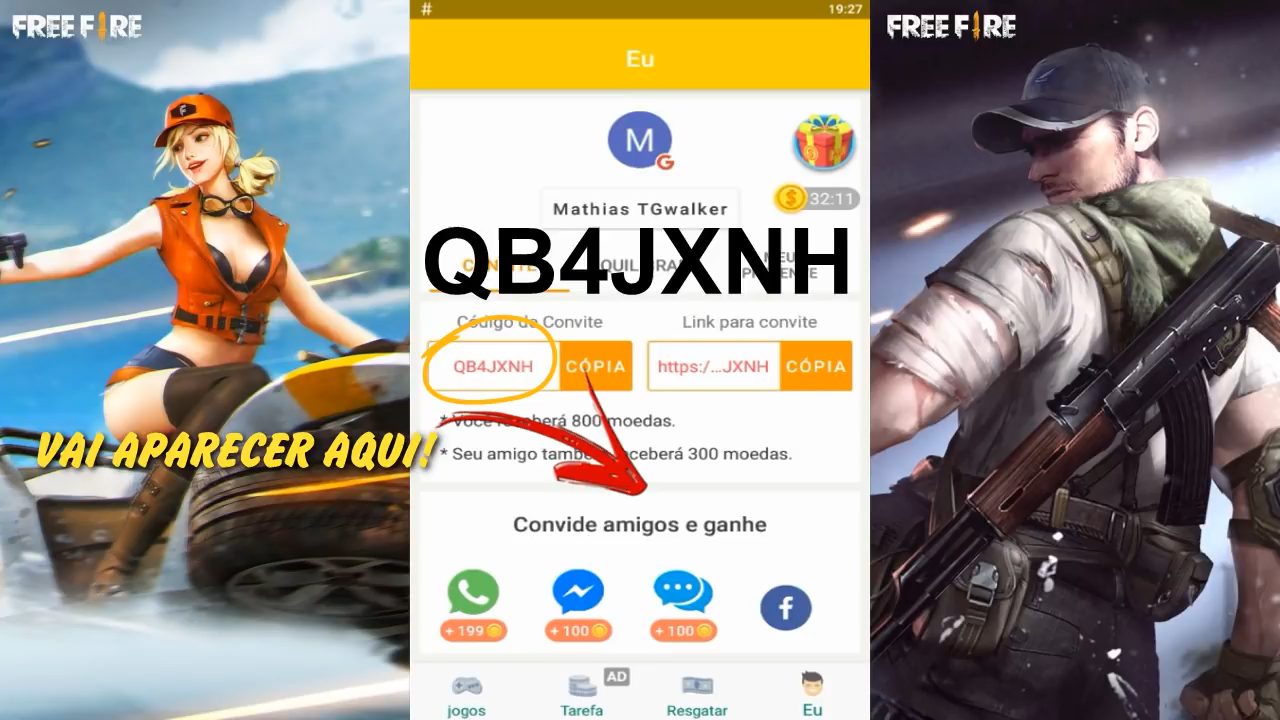 FREE FIRE
FREE FIRE
# 19:27
Eu
M
G
32:11
Mathias TGwalker
QB4JXNH
Código de Convite
Link para convite
QB4JXNH CÓPIA
https:/...JXNH CÓPIA
* Você receberá 800 moedas.
VAI APARECER AQUI!
* Seu amigo também receberá 300 moedas.
Convide amigos e ganhe
+ 199
+ 100
+ 100
f
AD
jogos
Tarefa
Resgatar
Eu